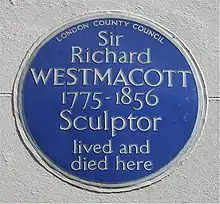 LONDON COUNTY COUNCIL
Sir
Richard
WESTMACOTT
1775-1856
Sculptor
lived and
died here